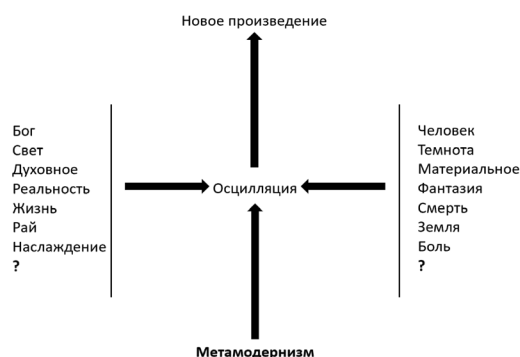 Новое произведение
Бог
Свет
Духовное
Реальность
Жизнь
Рай
Наслаждение
?
Осцилляция
Человек
Темнота
Материальное
Фантазия
Смерть
Земля
Боль
?
Метамодернизм